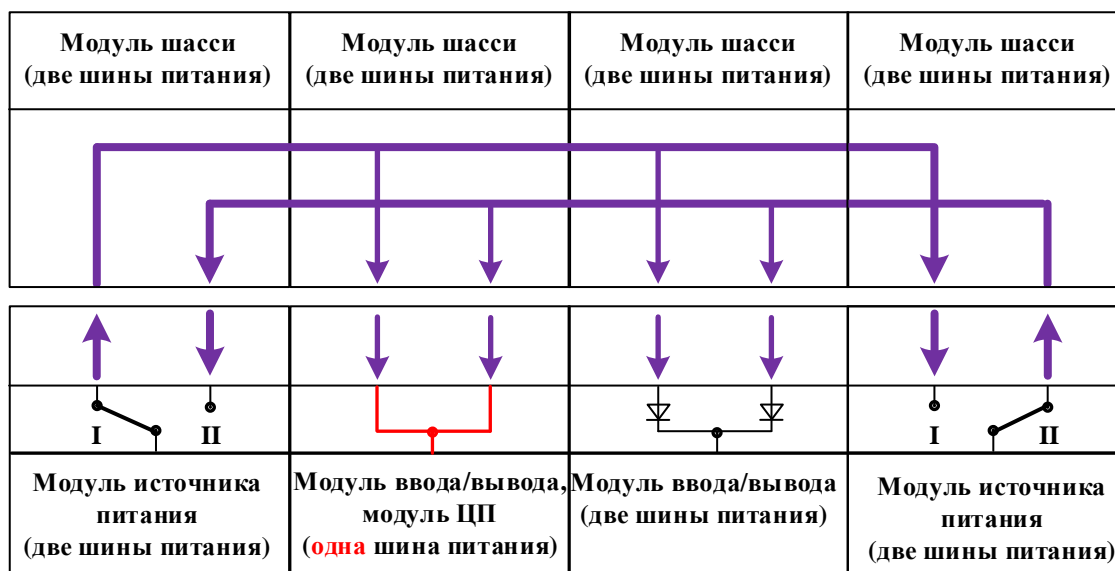 Модуль шасси
(две шины питания)
Модуль шасси
(две шины питания)
Модуль шасси
(две шины питания)
Модуль шасси
(две шины питания)
I
II
I
II
Модуль источника
питания
(две шины питания)
Модуль ввода/вывода,
модуль ЦП
(одна шина питания)
Модуль ввода/вывода
(две шины питания)
Модуль источника
питания
(две шины питания)